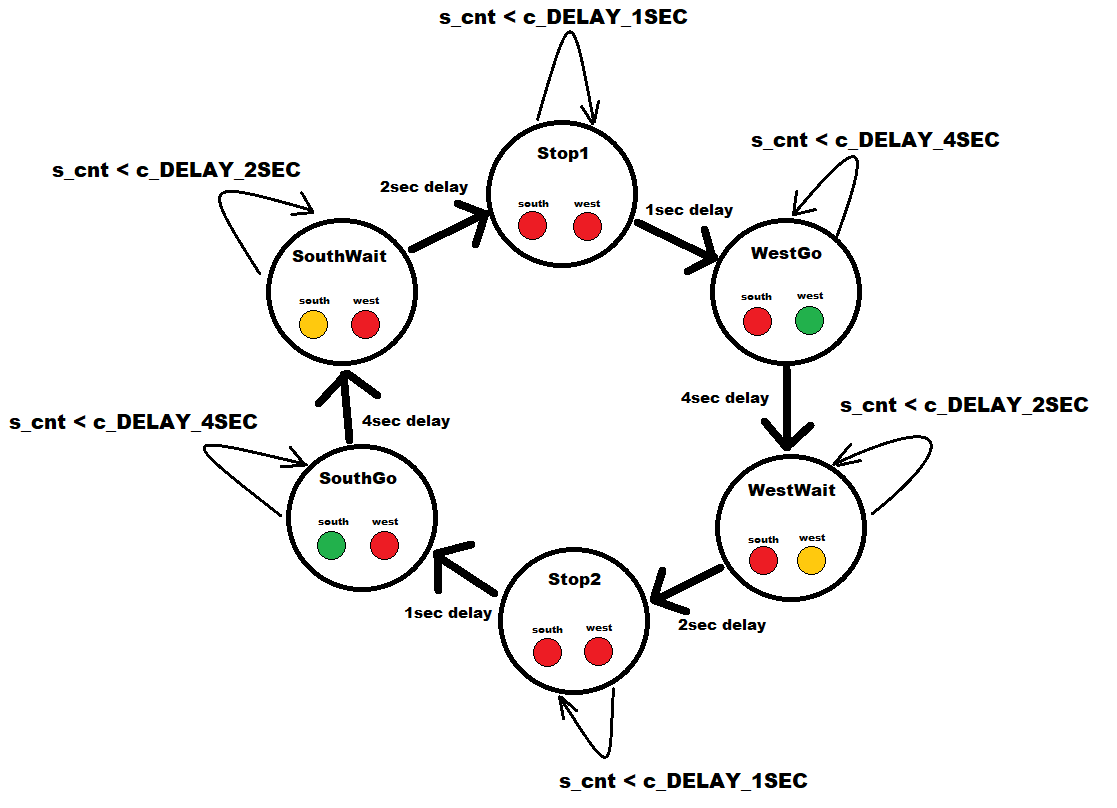 s_cnt < c_DELAY_1SEC
Stop1
south west
2sec delay
1sec delay
s_cnt < c_DELAY_4SEC
WestGo
south west
s_cnt < c_DELAY_2SEC
SouthWait
south west
4sec delay
s_cnt < c_DELAY_2SEC
WestWait
south west
4sec delay
s_cnt < c_DELAY_4SEC
SouthGo
south west
1sec delay
Stop2
south west
2sec delay
s_cnt < c_DELAY_1SEC